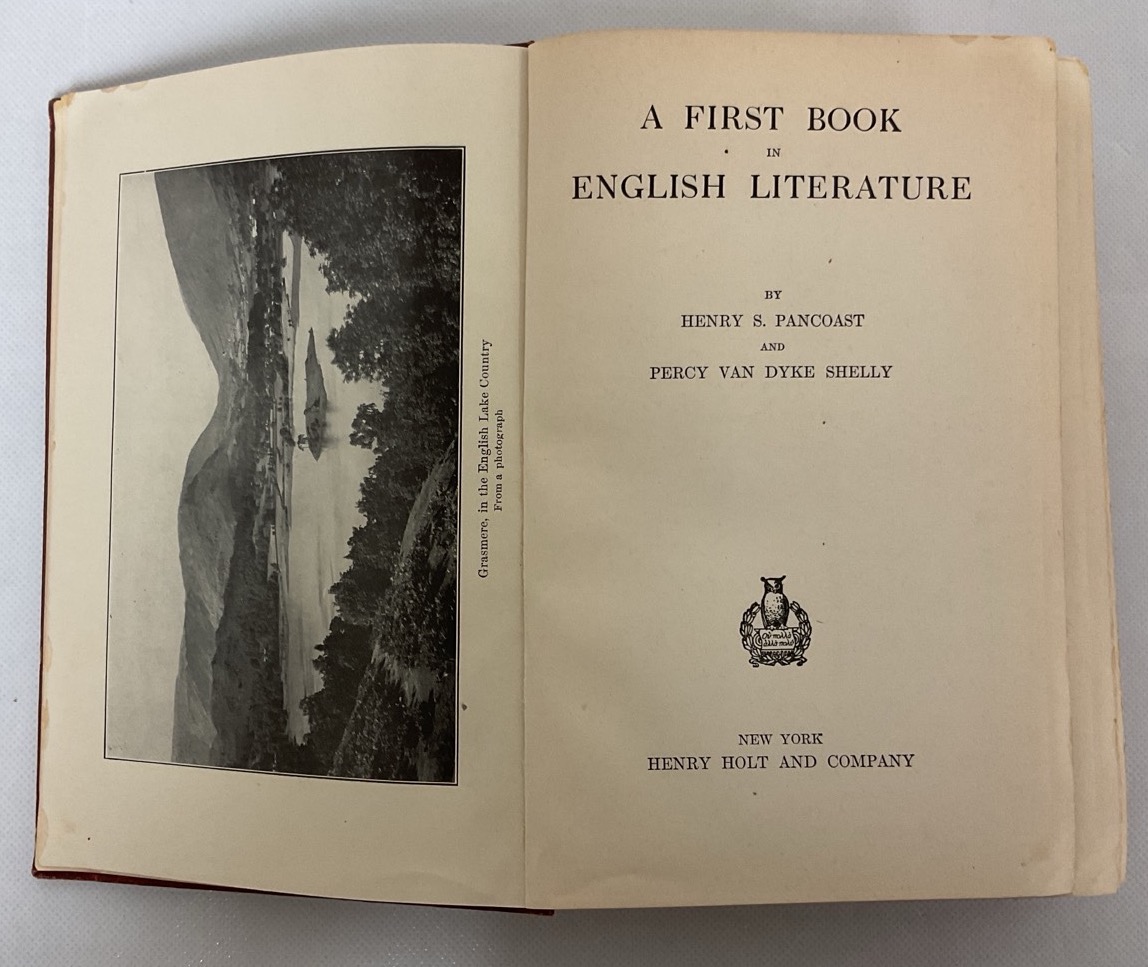 Grasmere, in the English Lake Country
From a photograph
A FIRST BOOK
IN
ENGLISH LITERATURE
BY
HENRY S. PANCOAST
AND
PERCY VAN DYKE SHELLY
NEW YORK
HENRY HOLT AND COMPANY